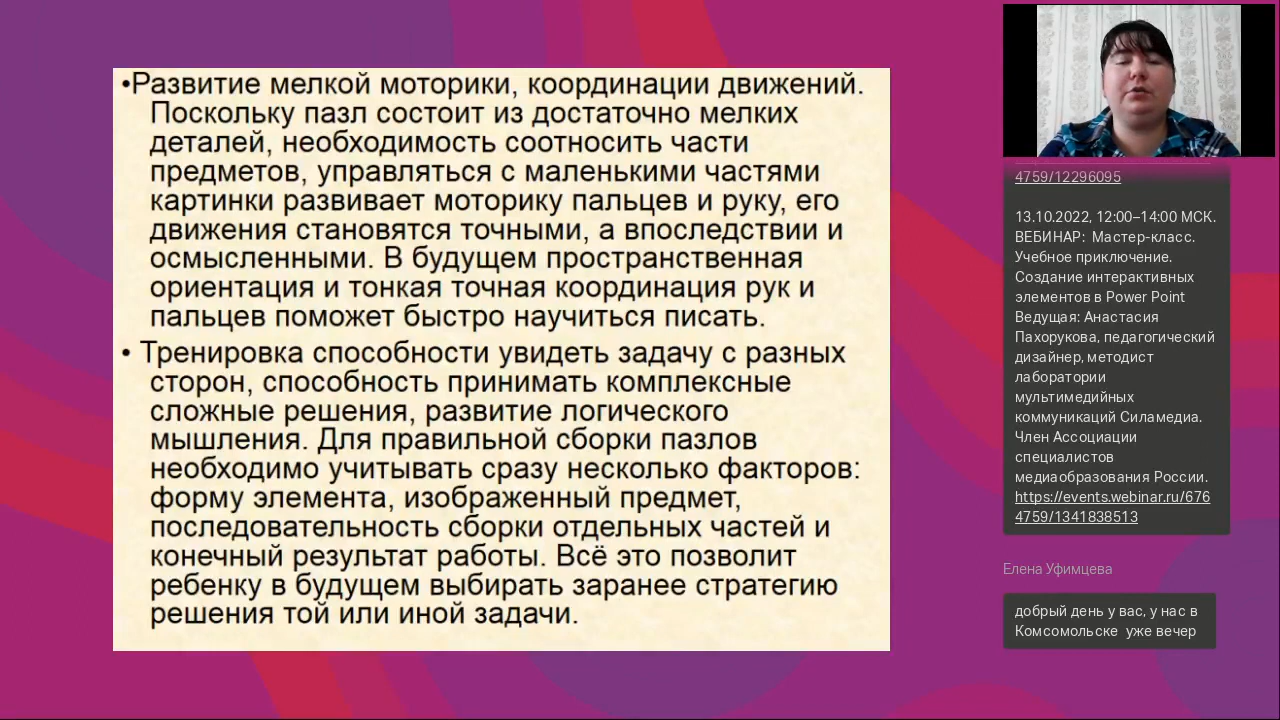 •Развитие мелкой моторики, координации движений.
Поскольку пазл состоит из достаточно мелких
деталей, необходимость соотносить части
предметов, управляться с маленькими частями
картинки развивает моторику пальцев и руку, его
движения становятся точными, а впоследствии и
осмысленными. В будущем пространственная
ориентация и тонкая точная координация рук и
пальцев поможет быстро научиться писать.
• Тренировка способности увидеть задачу с разных
сторон, способность принимать комплексные
сложные решения, развитие логического
мышления. Для правильной сборки пазлов
необходимо учитывать сразу несколько факторов:
форму элемента, изображенный предмет,
последовательность сборки отдельных частей и
конечный результат работы. Всё это позволит
ребенку в будущем выбирать заранее стратегию
решения той или иной задачи.
4759/12296095
13.10.2022, 12:00–14:00 МСК.
ВЕБИНАР: Мастер-класс.
Учебное приключение.
Создание интерактивных
элементов в Power Point
Ведущая: Анастасия
Пахорукова, педагогический
дизайнер, методист
лаборатории
мультимедийных
коммуникаций Силамедиа.
Член Ассоциации
специалистов
медиаобразования России.
https://events.webinar.ru/676
4759/1341838513
Елена Уфимцева
добрый день у вас, у нас в
Комсомольске уже вечер